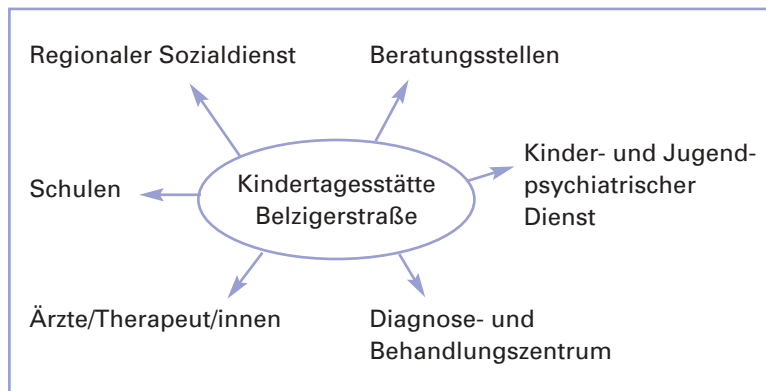 Regionaler Sozialdienst
Beratungsstellen
Kinder- und Jugend-
psychiatrischer
Dienst
Schulen
Kindertagesstätte
Belzigerstraße
Ärzte/Therapeut/innen
Diagnose- und
Behandlungszentrum